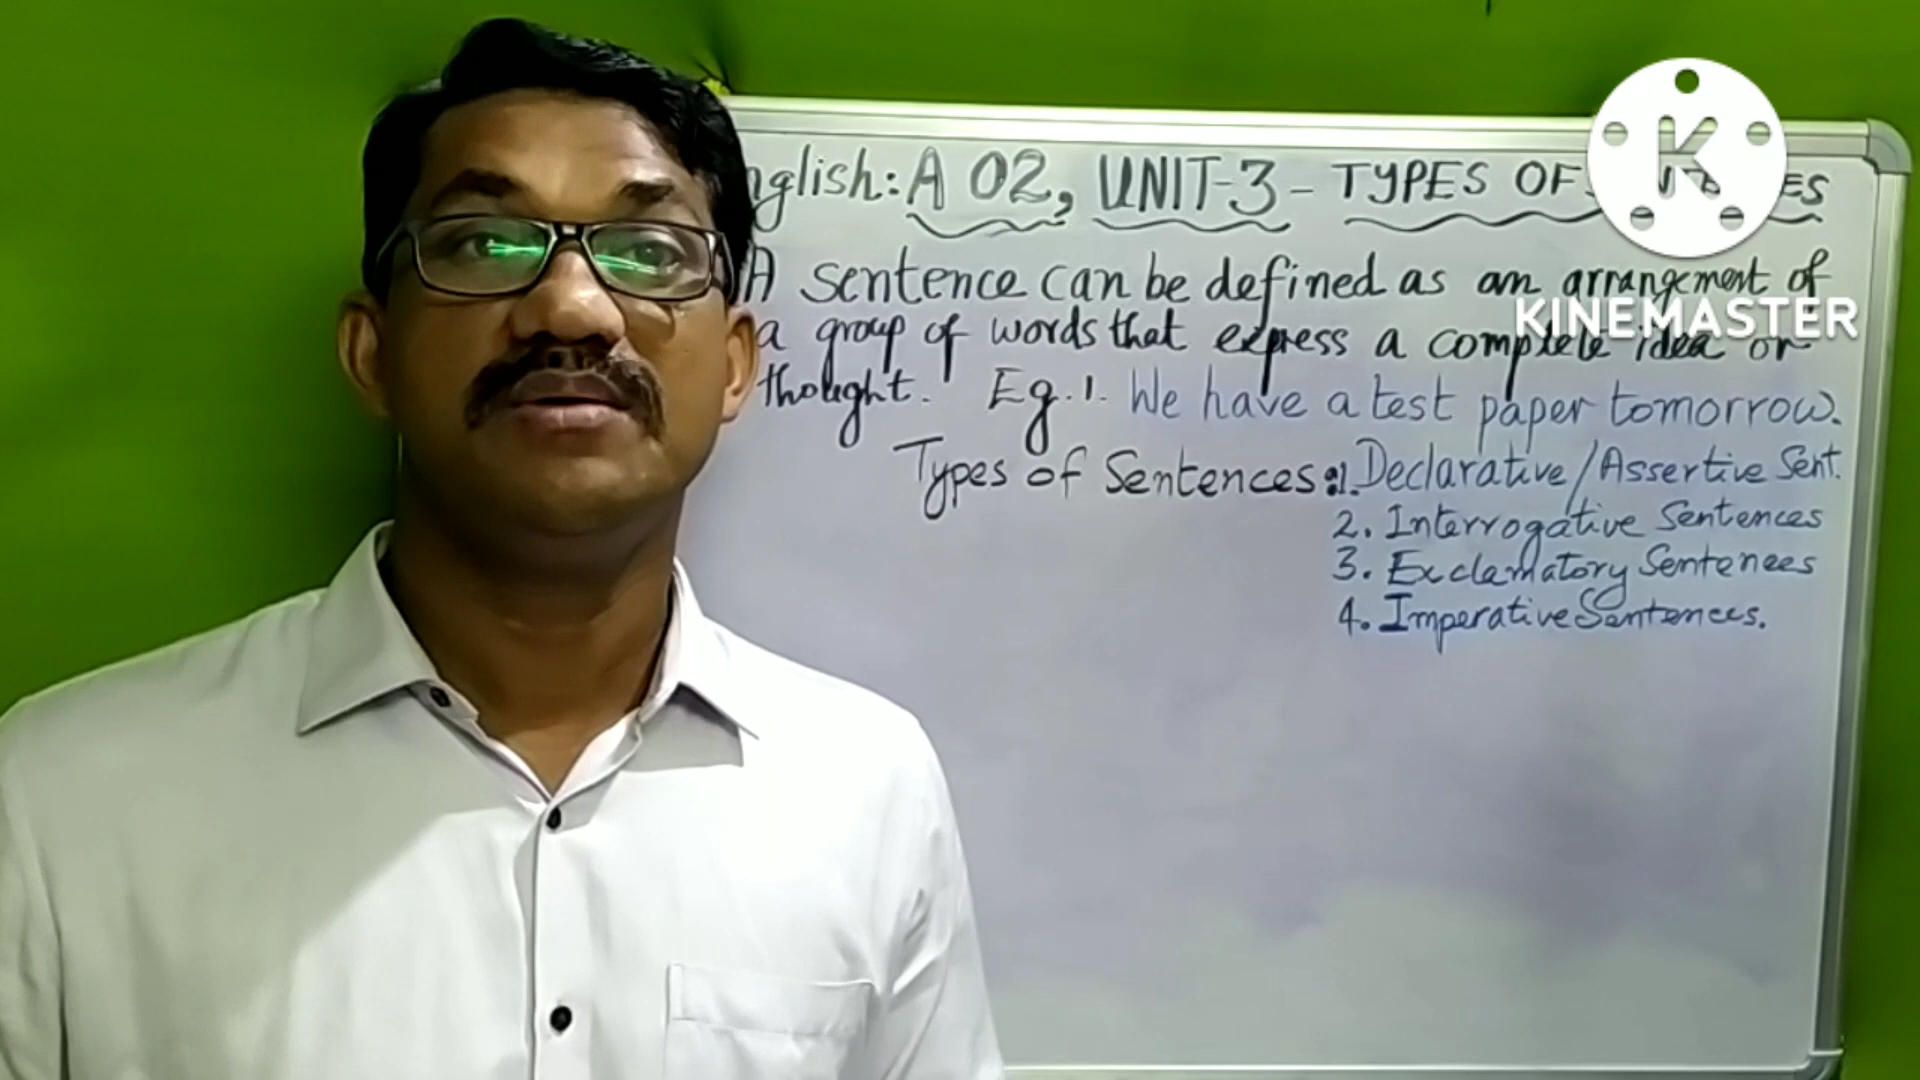 nglish: A 02, UNIT-3 - TYPES OF ES
A sentence can be defined as an arrangement of
a group of words that express a complete idea or
thought. Eg.1. We have a test paper tomorrow.
Types of Sentences: 1. Declarative/Assertive Sent.
2. Interrogative Sentences
3. Exclamatory Sentences
4. Imperative Sentences.
K
KINEMASTER